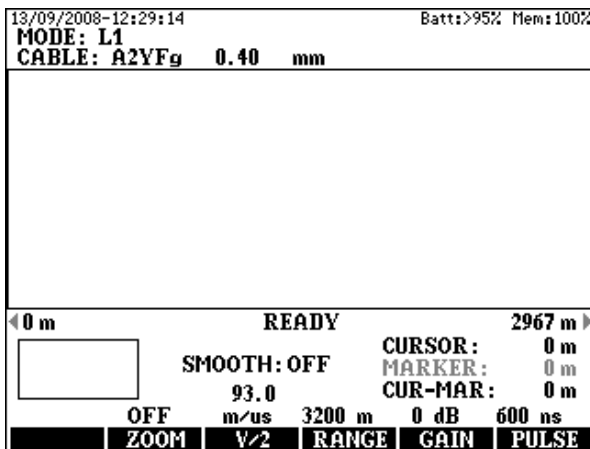 13/09/2008-12:29:14 Batt:>95% Mem:100%
MODE: L1
CABLE: A2YFg 0.40 mm
0 m READY 2967 m
CURSOR: 0 m
SMOOTH:OFF MARKER: 0 m
93.0 CUR-MAR: 0 m
OFF m/us 3200 m 0 dB 600 ns
ZOOM V/2 RANGE GAIN PULSE